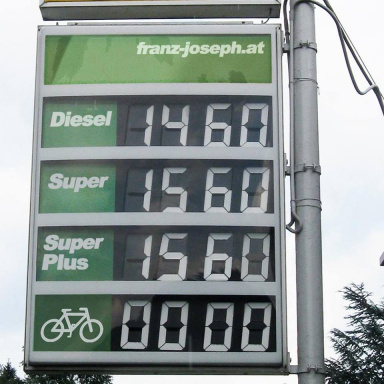 franz-joseph.at
Diesel 1460
Super 1560
Super
Plus 1560
0000